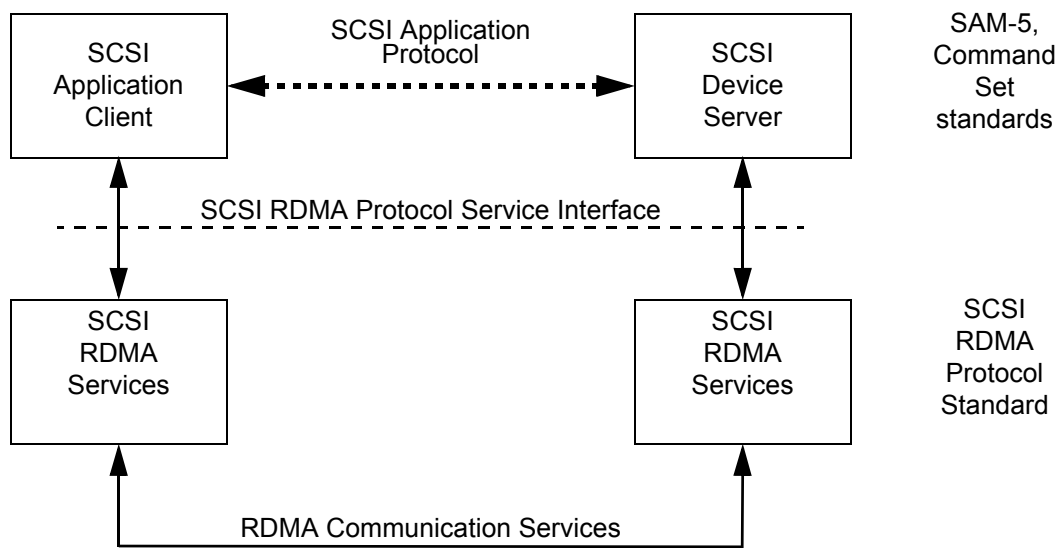 SCSI
Application
Client
SCSI Application
Protocol
SCSI
Device
Server
SAM-5,
Command
Set
standards
SCSI RDMA Protocol Service Interface
SCSI
RDMA
Services
SCSI
RDMA
Services
SCSI
RDMA
Protocol
Standard
RDMA Communication Services